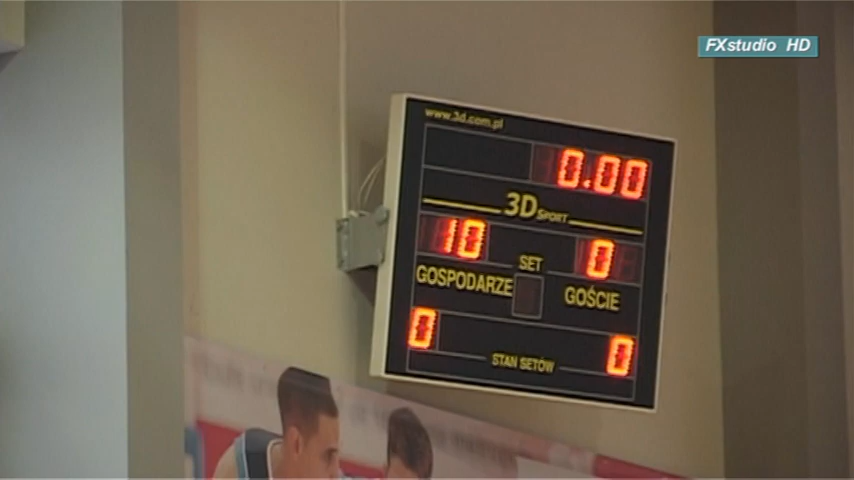 FXstudio HD
www.3d.com.pl
0.00
3D SPORT
10 0
SET
GOSPODARZE GOŚCIE
0 0
STAN SETÓW